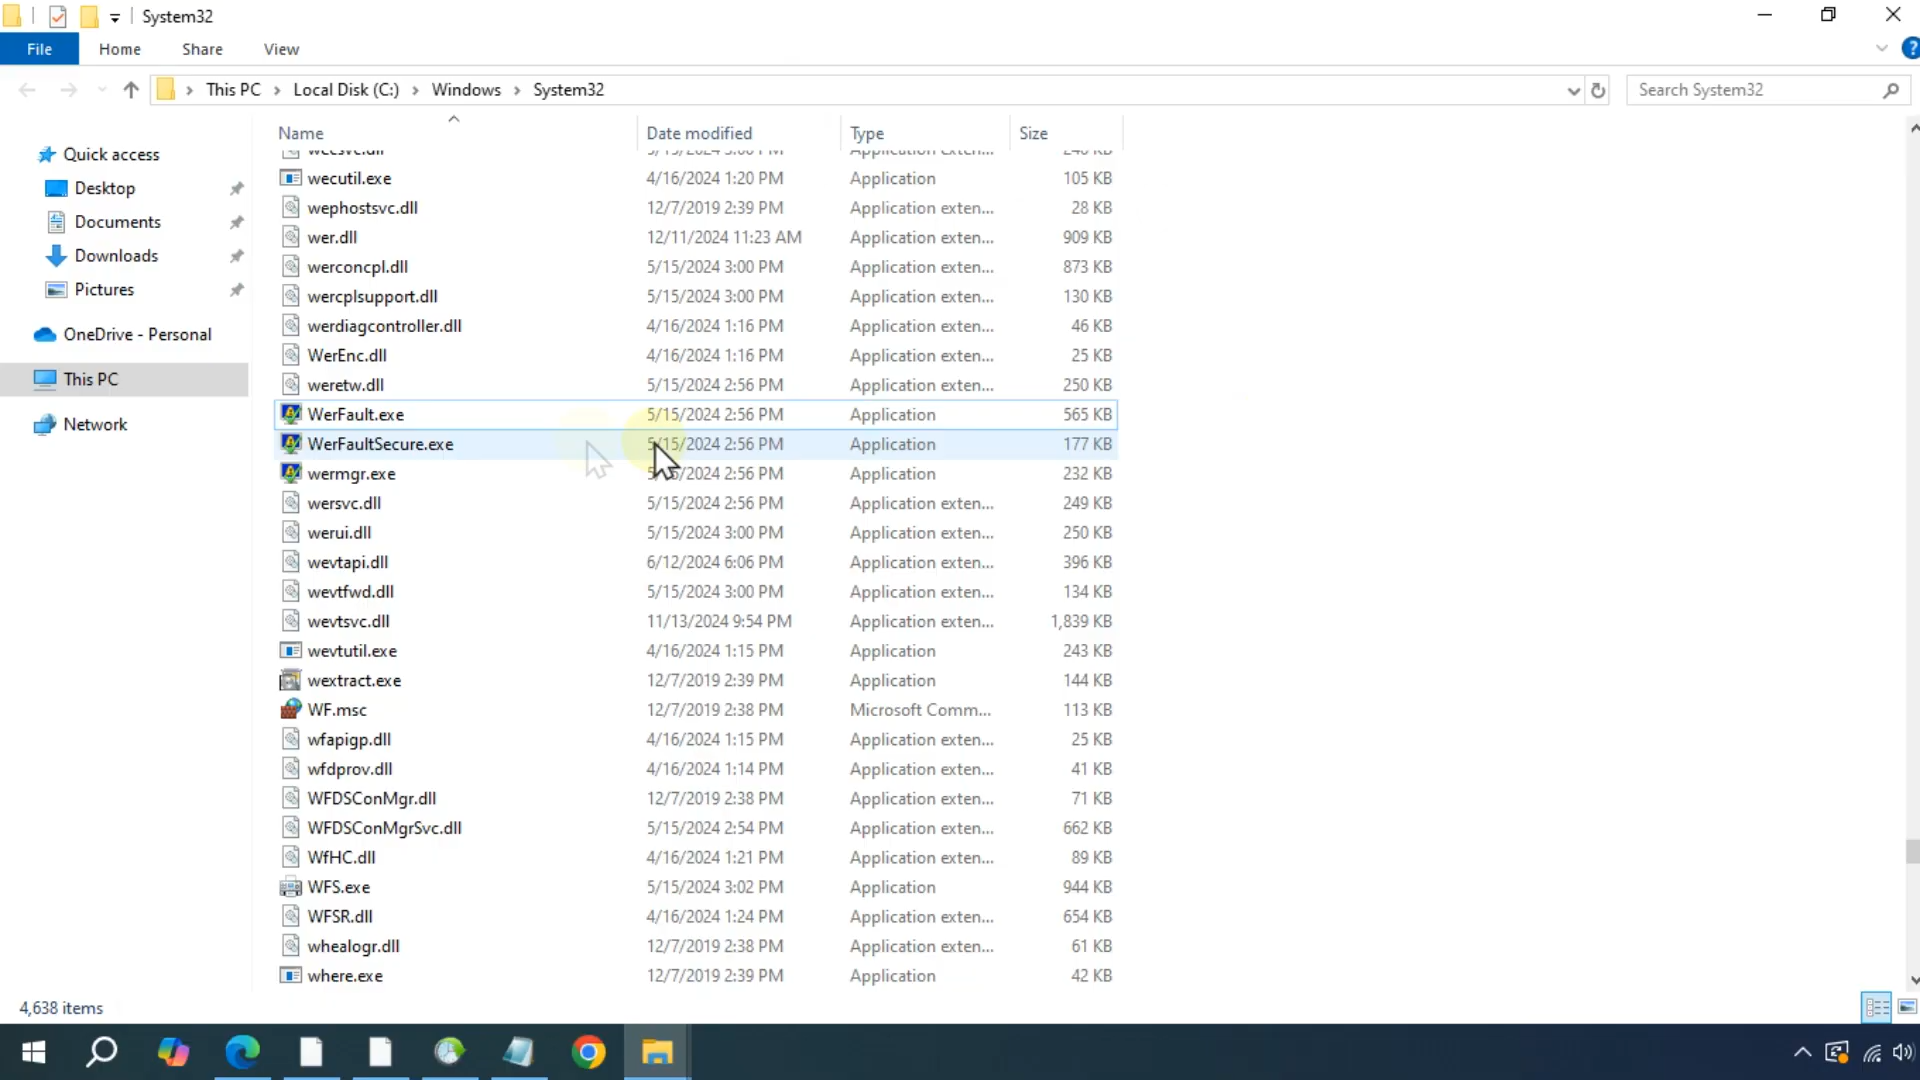 System32
File Home Share View
This PC Local Disk (C:) Windows System32 Search System32
Name Date modified Type Size
wecutil.exe 4/16/2024 1:20 PM Application 105 KB
wephostsvc.dll 12/7/2019 2:39 PM Application exten... 28 KB
wer.dll 12/11/2024 11:23 AM Application exten... 909 KB
werconcpl.dll 5/15/2024 3:00 PM Application exten... 873 KB
wercplsupport.dll 5/15/2024 3:00 PM Application exten... 130 KB
werdiagcontroller.dll 4/16/2024 1:16 PM Application exten... 46 KB
WerEnc.dll 4/16/2024 1:16 PM Application exten... 25 KB
weretw.dll 5/15/2024 2:56 PM Application exten... 250 KB
WerFault.exe 5/15/2024 2:56 PM Application 565 KB
WerFaultSecure.exe 5/15/2024 2:56 PM Application 177 KB
wermgr.exe 2:56 PM Application 232 KB
wersvc.dll 5/15/2024 2:56 PM Application exten... 249 KB
werui.dll 5/15/2024 3:00 PM Application exten... 250 KB
wevtapi.dll 6/12/2024 6:06 PM Application exten... 396 KB
wevtfwd.dll 5/15/2024 3:00 PM Application exten... 134 KB
wevtsvc.dll 11/13/2024 9:54 PM Application exten... 1,839 KB
wevtutil.exe 4/16/2024 1:15 PM Application 243 KB
wextract.exe 12/7/2019 2:39 PM Application 144 KB
WF.msc 12/7/2019 2:38 PM Microsoft Comm... 113 KB
wfapigp.dll 4/16/2024 1:15 PM Application exten... 25 KB
wfdprov.dll 4/16/2024 1:14 PM Application exten... 41 KB
WFDSConMgr.dll 12/7/2019 2:38 PM Application exten... 71 KB
WFDSConMgrSvc.dll 5/15/2024 2:54 PM Application exten... 662 KB
WfHC.dll 4/16/2024 1:21 PM Application exten... 89 KB
WFS.exe 5/15/2024 3:02 PM Application 944 KB
WFSR.dll 4/16/2024 1:24 PM Application exten... 654 KB
whealogr.dll 12/7/2019 2:38 PM Application exten... 61 KB
where.exe 12/7/2019 2:39 PM Application 42 KB
Quick access
Desktop
Documents
Downloads
Pictures
OneDrive - Personal
This PC
Network
4,638 items